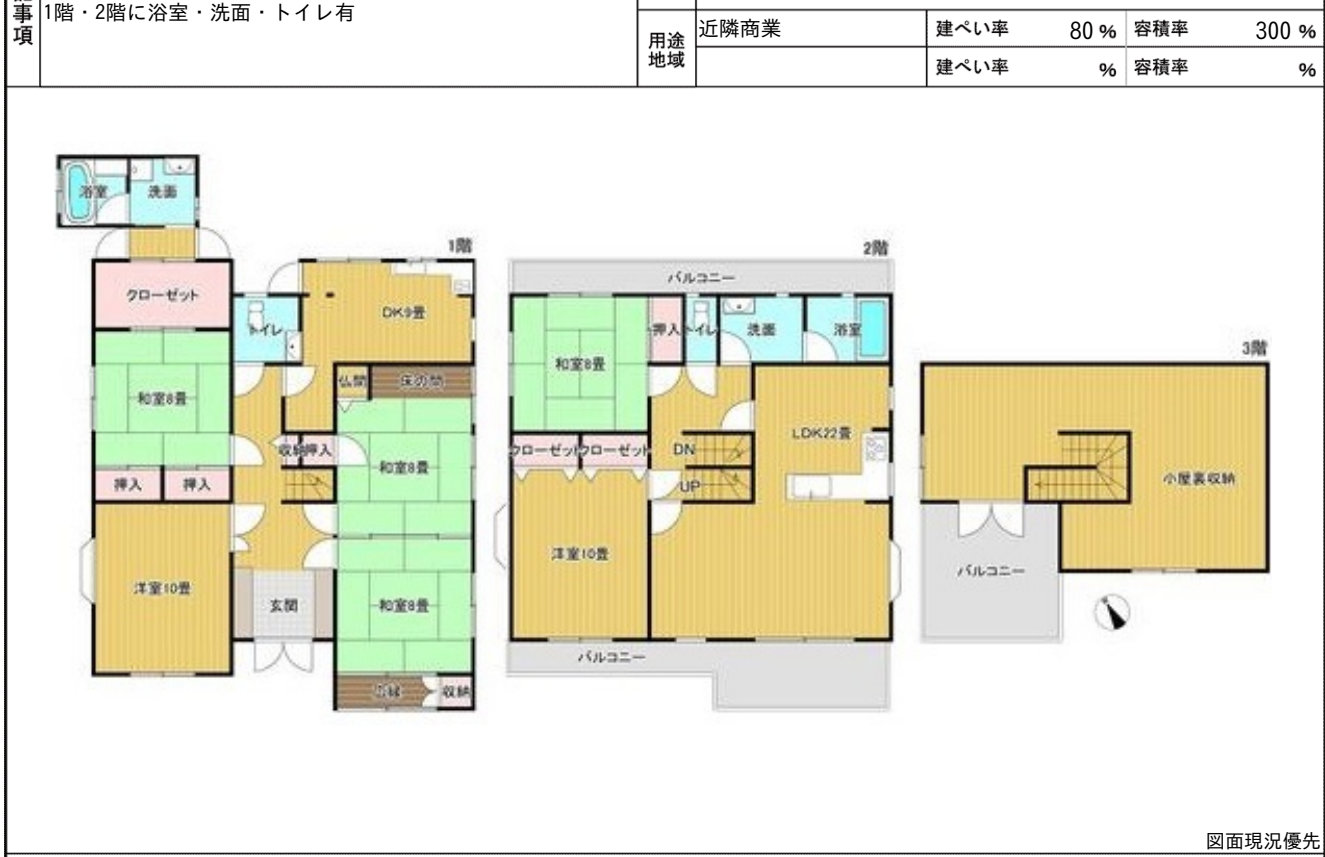 事項
1階・2階に浴室・洗面・トイレ有
用途地域
近隣商業
建ぺい率 80 % 容積率 300 %
建ぺい率 % 容積率 %
1階
浴室 洗面
クローゼット
トイレ
DK9畳
和室8畳
仏間 床の間
収納 押入
和室8畳
押入 押入
洋室10畳
玄関
和室8畳
広縁 収納
2階
バルコニー
和室8畳
押入 トイレ 洗面 浴室
クローゼット クローゼット
DN
UP
LDK22畳
洋室10畳
バルコニー
3階
小屋裏収納
バルコニー
図面現況優先